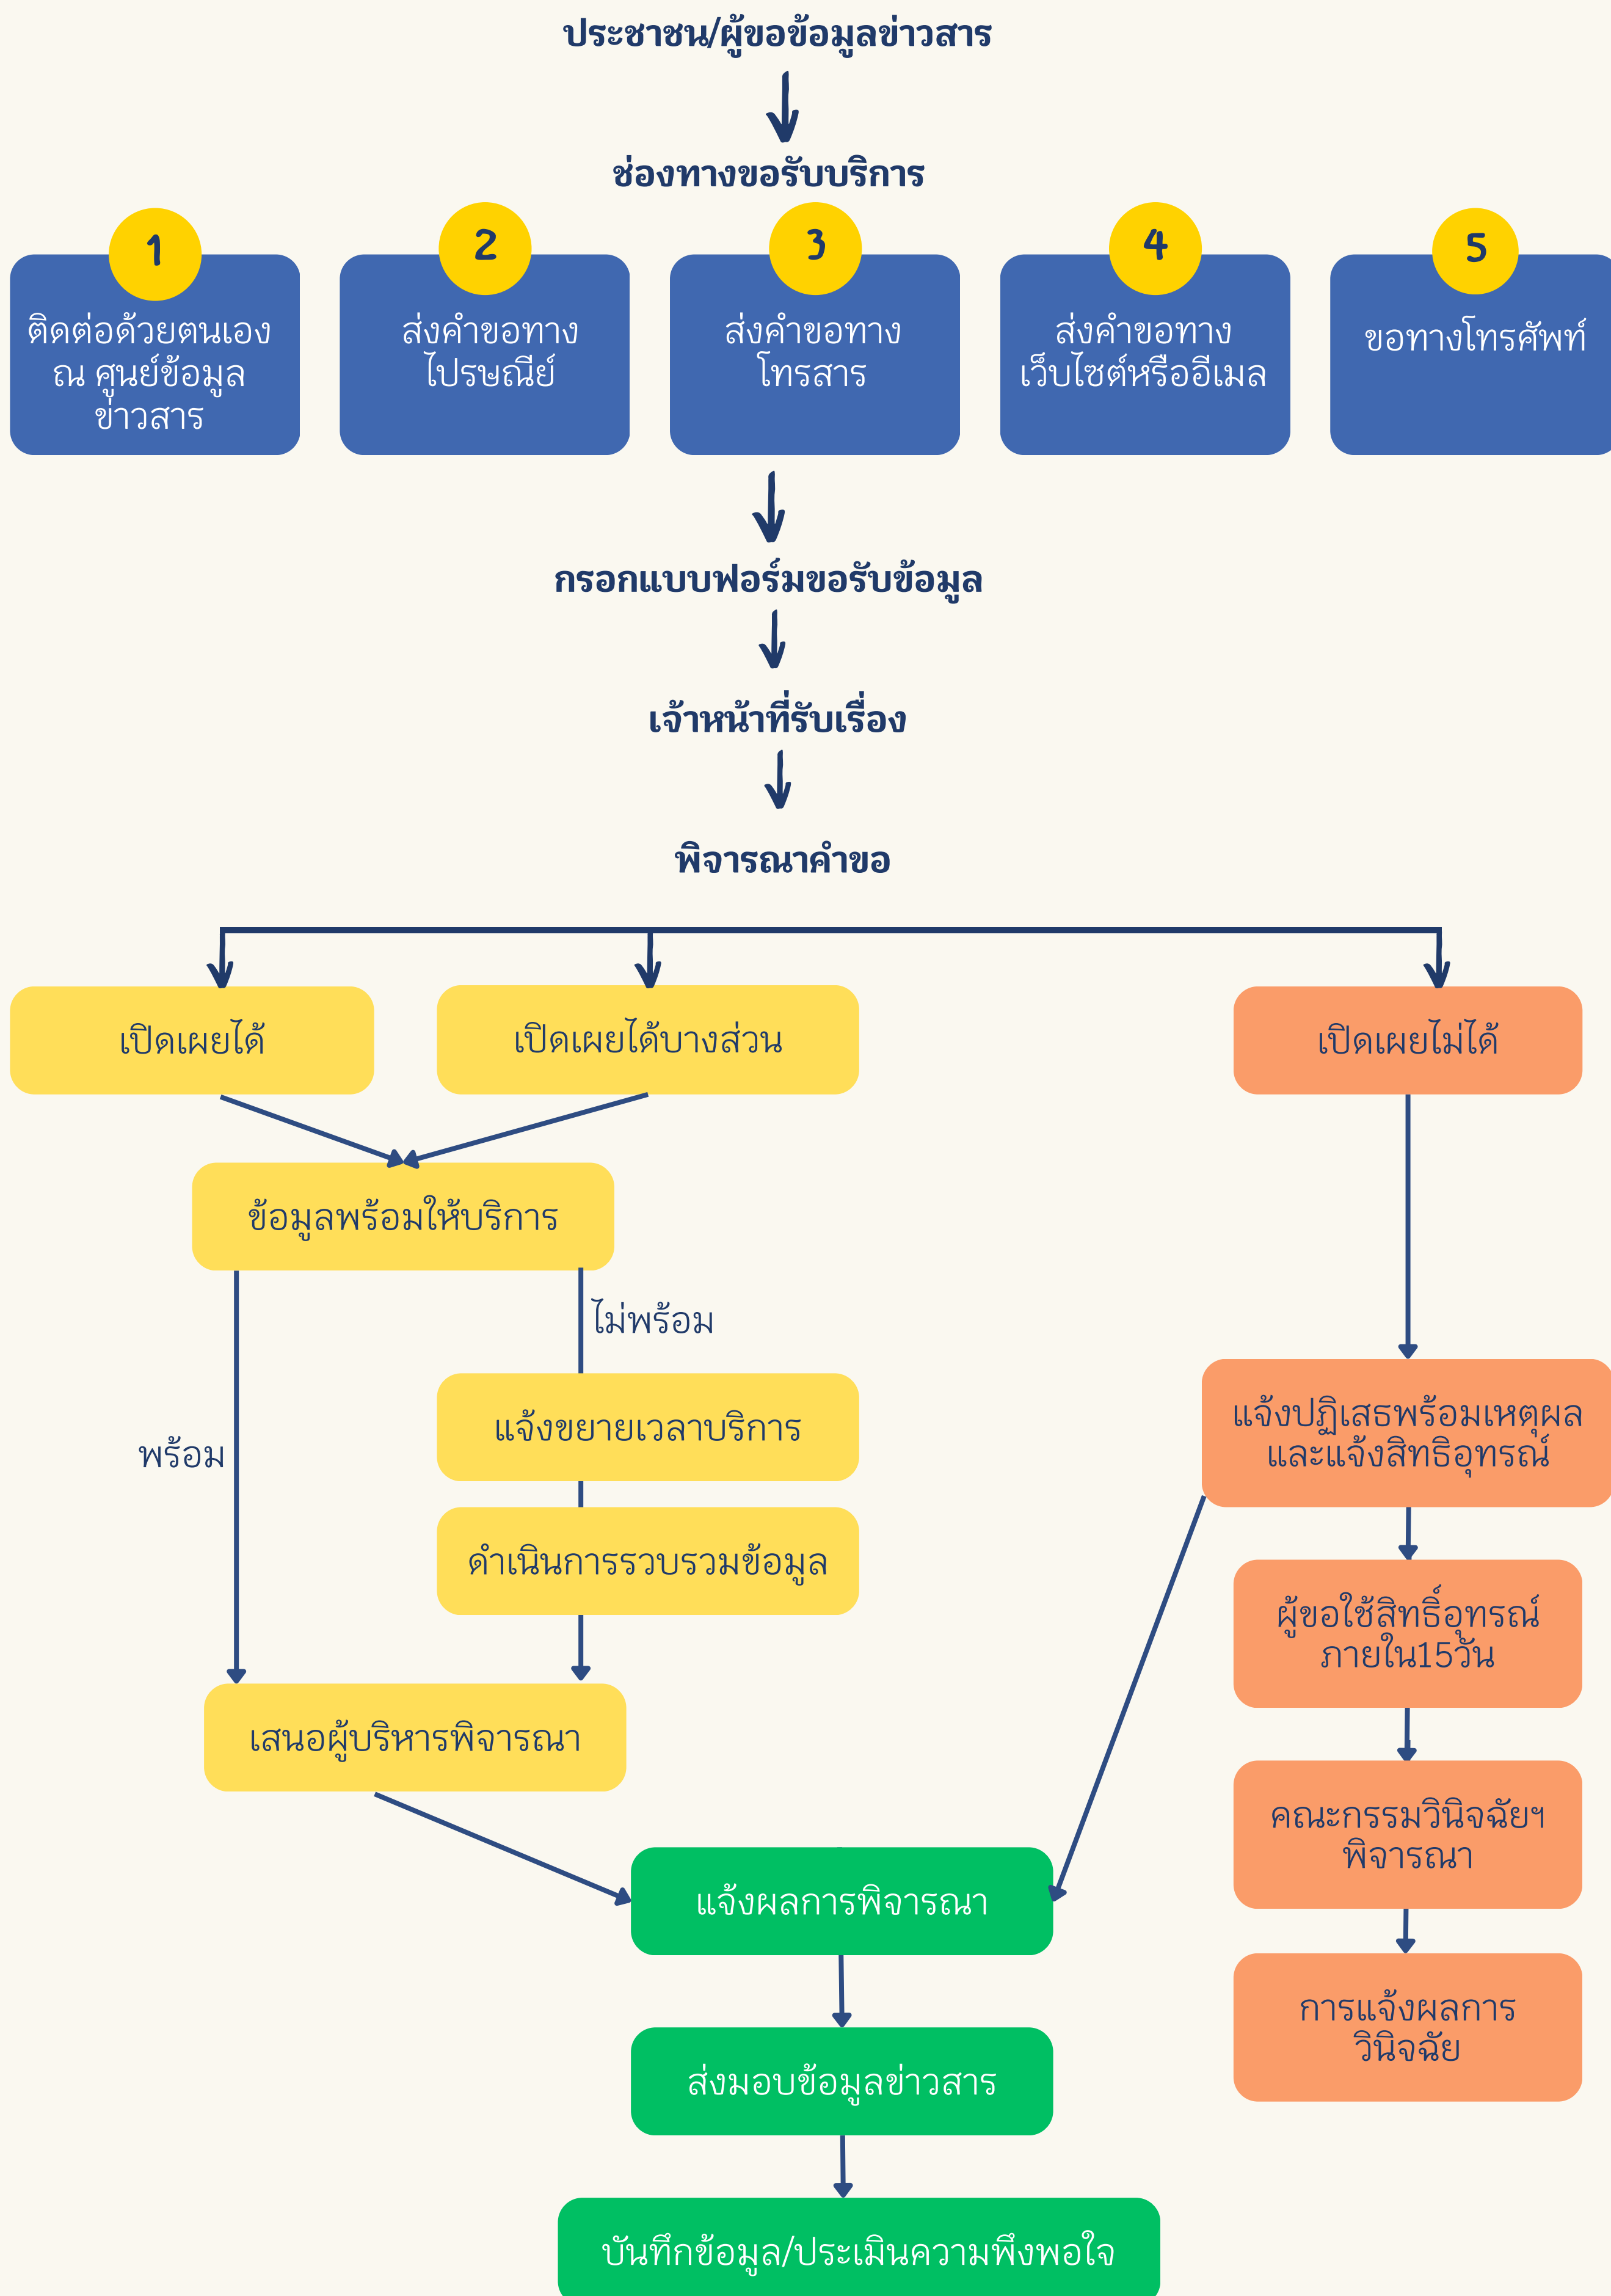 ประชาชน/ผู้ขอข้อมูลข่าวสาร
ช่องทางขอรับบริการ
1
ติดต่อด้วยตนเอง
ณ ศูนย์ข้อมูล
ข่าวสาร
2
ส่งคำขอทาง
ไปรษณีย์
3
ส่งคำขอทาง
โทรสาร
4
ส่งคำขอทาง
เว็บไซต์หรืออีเมล
5
ขอทางโทรศัพท์
กรอกแบบฟอร์มขอรับข้อมูล
เจ้าหน้าที่รับเรื่อง
พิจารณาคำขอ
เปิดเผยได้
เปิดเผยได้บางส่วน
เปิดเผยไม่ได้
ข้อมูลพร้อมให้บริการ
ไม่พร้อม
พร้อม
แจ้งขยายเวลาบริการ
ดำเนินการรวบรวมข้อมูล
เสนอผู้บริหารพิจารณา
แจ้งปฏิเสธพร้อมเหตุผล
และแจ้งสิทธิอุทรณ์
ผู้ขอใช้สิทธิ์อุทรณ์
ภายใน15วัน
คณะกรรมวินิจฉัยฯ
พิจารณา
การแจ้งผลการ
วินิจฉัย
แจ้งผลการพิจารณา
ส่งมอบข้อมูลข่าวสาร
บันทึกข้อมูล/ประเมินความพึงพอใจ